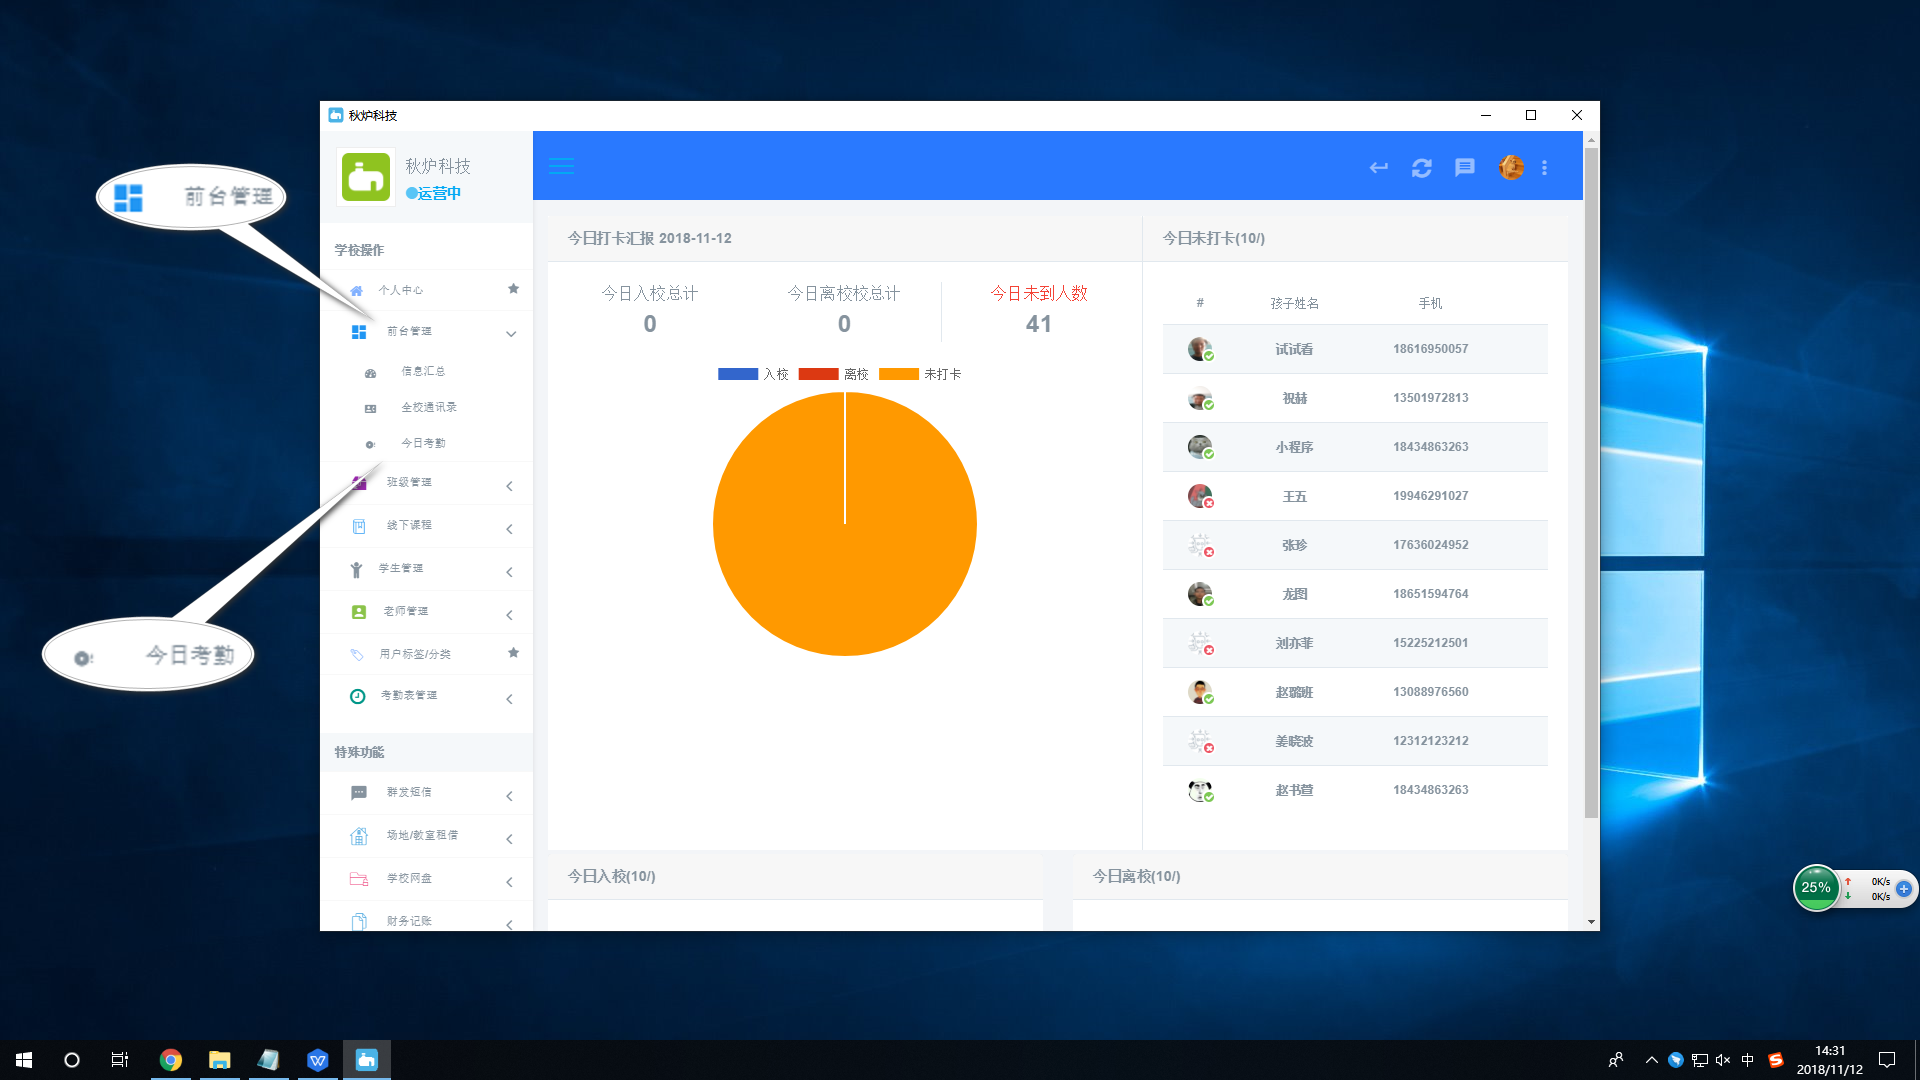 秋炉科技
秋炉科技
运营中
前台管理
学校操作
个人中心
前台管理
信息汇总
全校通讯录
今日考勤
班级管理
线下课程
学生管理
老师管理
今日考勤
用户标签/分类
考勤表管理
特殊功能
群发短信
场地/教室租借
学校网盘
财务记账
今日打卡汇报 2018-11-12
今日入校总计
0
今日离校校总计
0
今日未到人数
41
入校 离校 未打卡
今日未打卡(10/)
# 孩子姓名 手机
试试看 18616950057
祝赫 13501972813
小程序 18434863263
王五 19946291027
张珍 17636024952
龙图 18651594764
刘亦菲 15225212501
赵璐班 13088976560
姜晓波 12312123212
赵书萱 18434863263
今日入校(10/)
今日离校(10/)
25%
0K/s
0K/s
中
14:31
2018/11/12